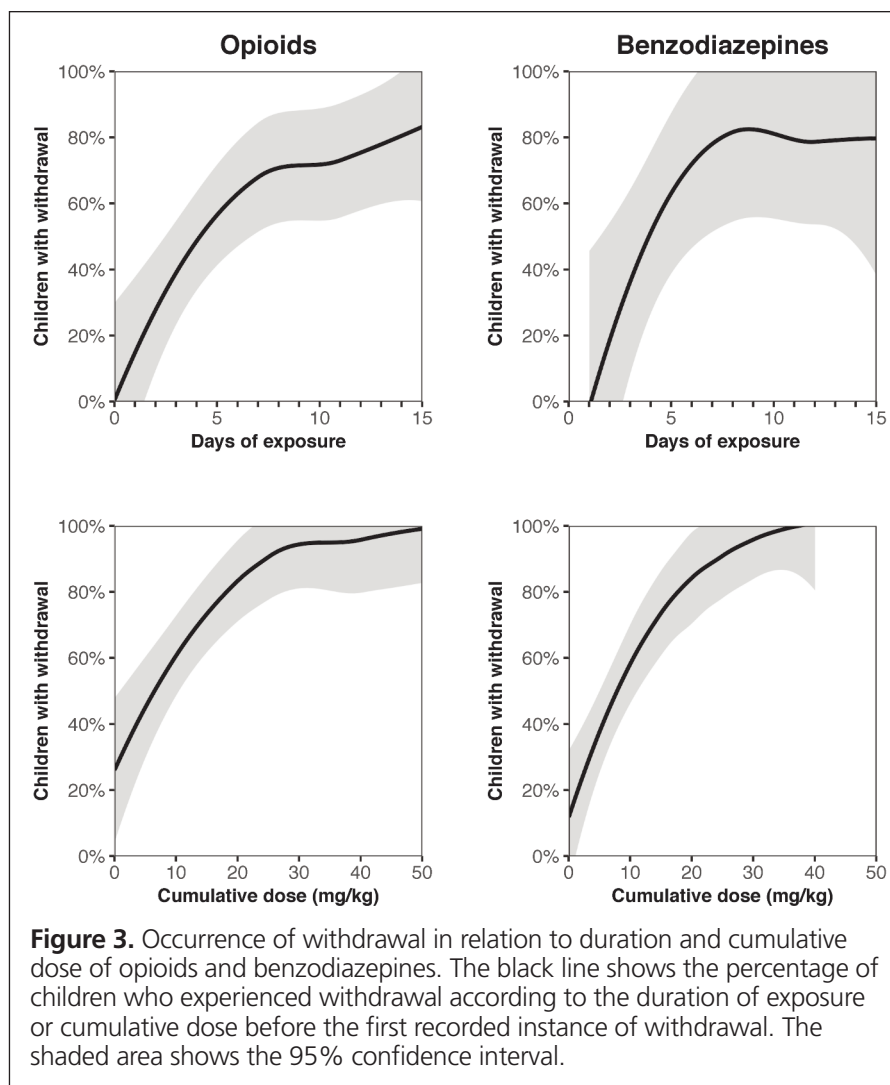 Opioids
100%
80%
60%
40%
20%
0%
Children with withdrawal
0 5 10 15
Days of exposure
Benzodiazepines
100%
80%
60%
40%
20%
0%
Children with withdrawal
0 5 10 15
Days of exposure
100%
80%
60%
40%
20%
0%
Children with withdrawal
0 10 20 30 40 50
Cumulative dose (mg/kg)
100%
80%
60%
40%
20%
0%
Children with withdrawal
0 10 20 30 40 50
Cumulative dose (mg/kg)
Figure 3. Occurrence of withdrawal in relation to duration and cumulative
dose of opioids and benzodiazepines. The black line shows the percentage of
children who experienced withdrawal according to the duration of exposure
or cumulative dose before the first recorded instance of withdrawal. The
shaded area shows the 95% confidence interval.